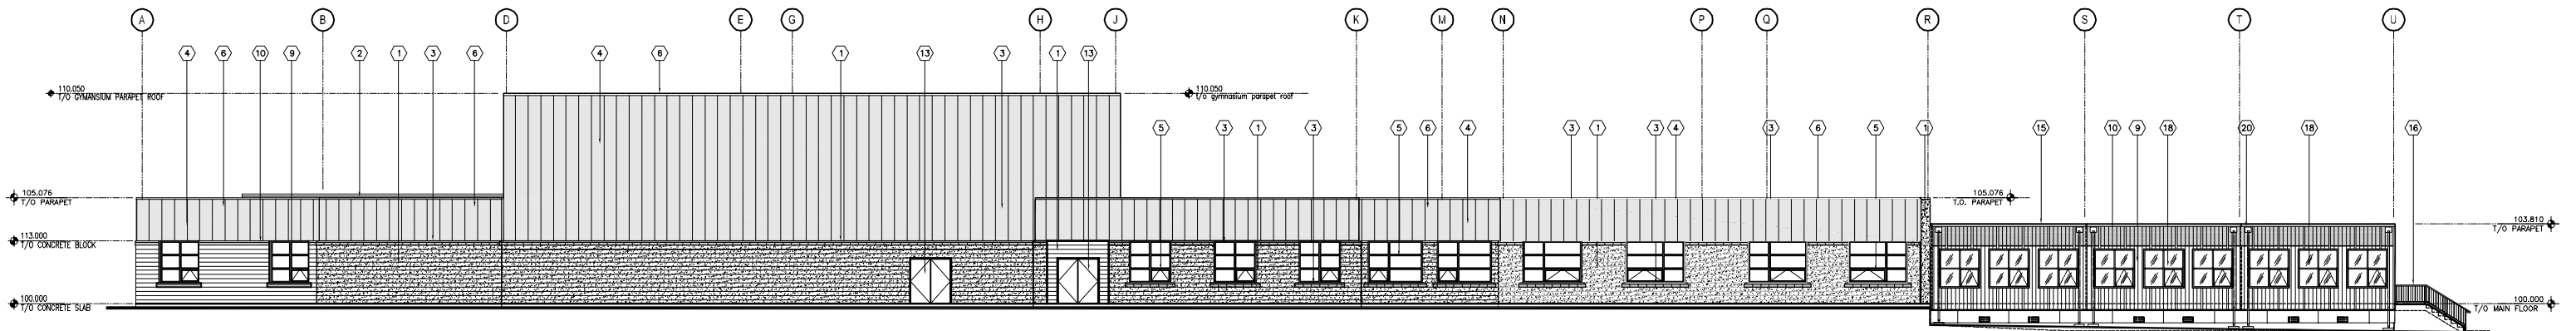 A B D E G H J K M N P Q R S T U
4 6 10 9 2 1 3 6 4 6 1 13 3 1 13
110.050
T/O GYMANSIUM PARAPET ROOF
110.050
t/o gymnasium parapet roof
5 3 1 3 5 6 4 3 1 3 4 3 6 5 1 15 10 9 18 20 18 16
105.076
T/O PARAPET
105.076
T.O. PARAPET
103.810
T/O PARAPET
113.000
T/O CONCRETE BLOCK
100.000
T/O CONCRETE SLAB
100.000
T/O MAIN FLOOR